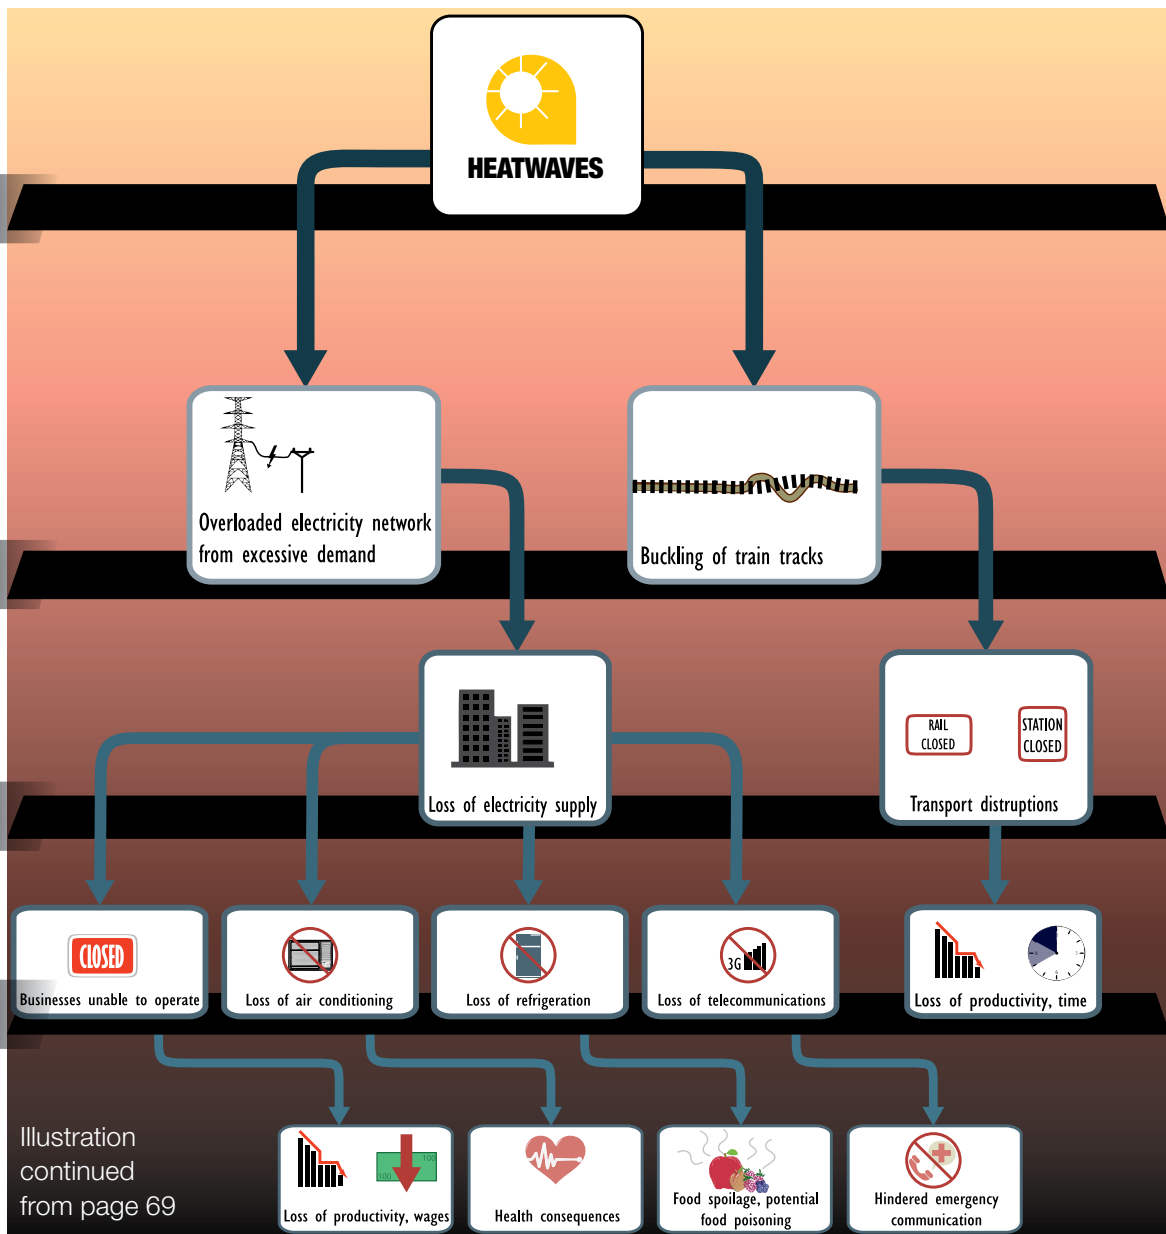 HEATWAVES
Overloaded electricity network
from excessive demand
Buckling of train tracks
Loss of electricity supply
RAIL
CLOSED
STATION
CLOSED
Transport distruptions
CLOSED
Businesses unable to operate
Loss of air conditioning
Loss of refrigeration
3G
Loss of telecommunications
Loss of productivity, time
Illustration
continued
from page 69
100
100
Loss of productivity, wages
Health consequences
Food spoilage, potential
food poisoning
Hindered emergency
communication